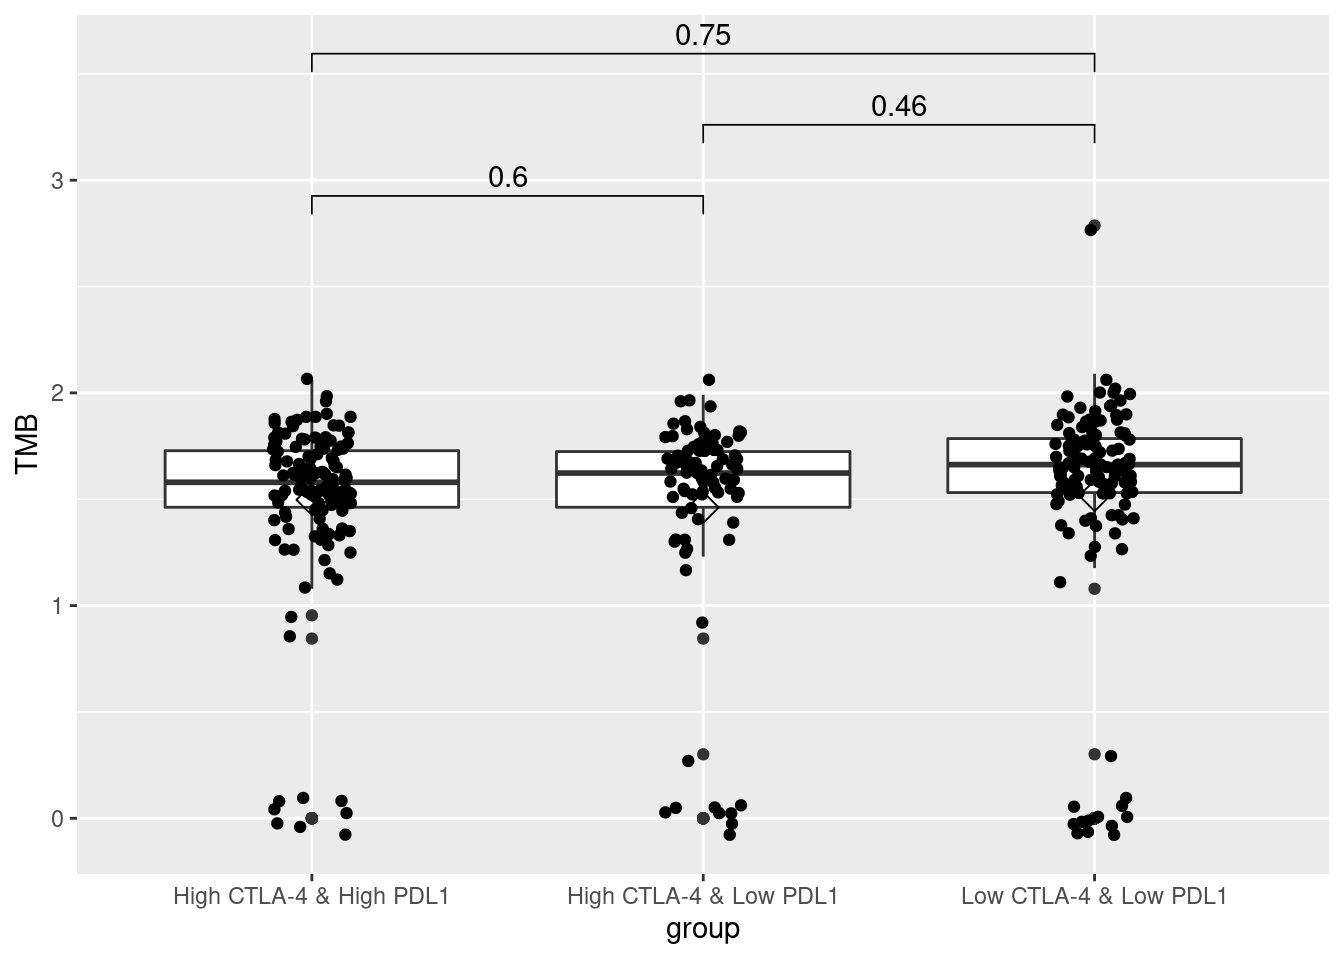 0.75
0.46
0.6
3
2
1
0
TMB
High CTLA-4 & High PDL1
High CTLA-4 & Low PDL1
Low CTLA-4 & Low PDL1
group